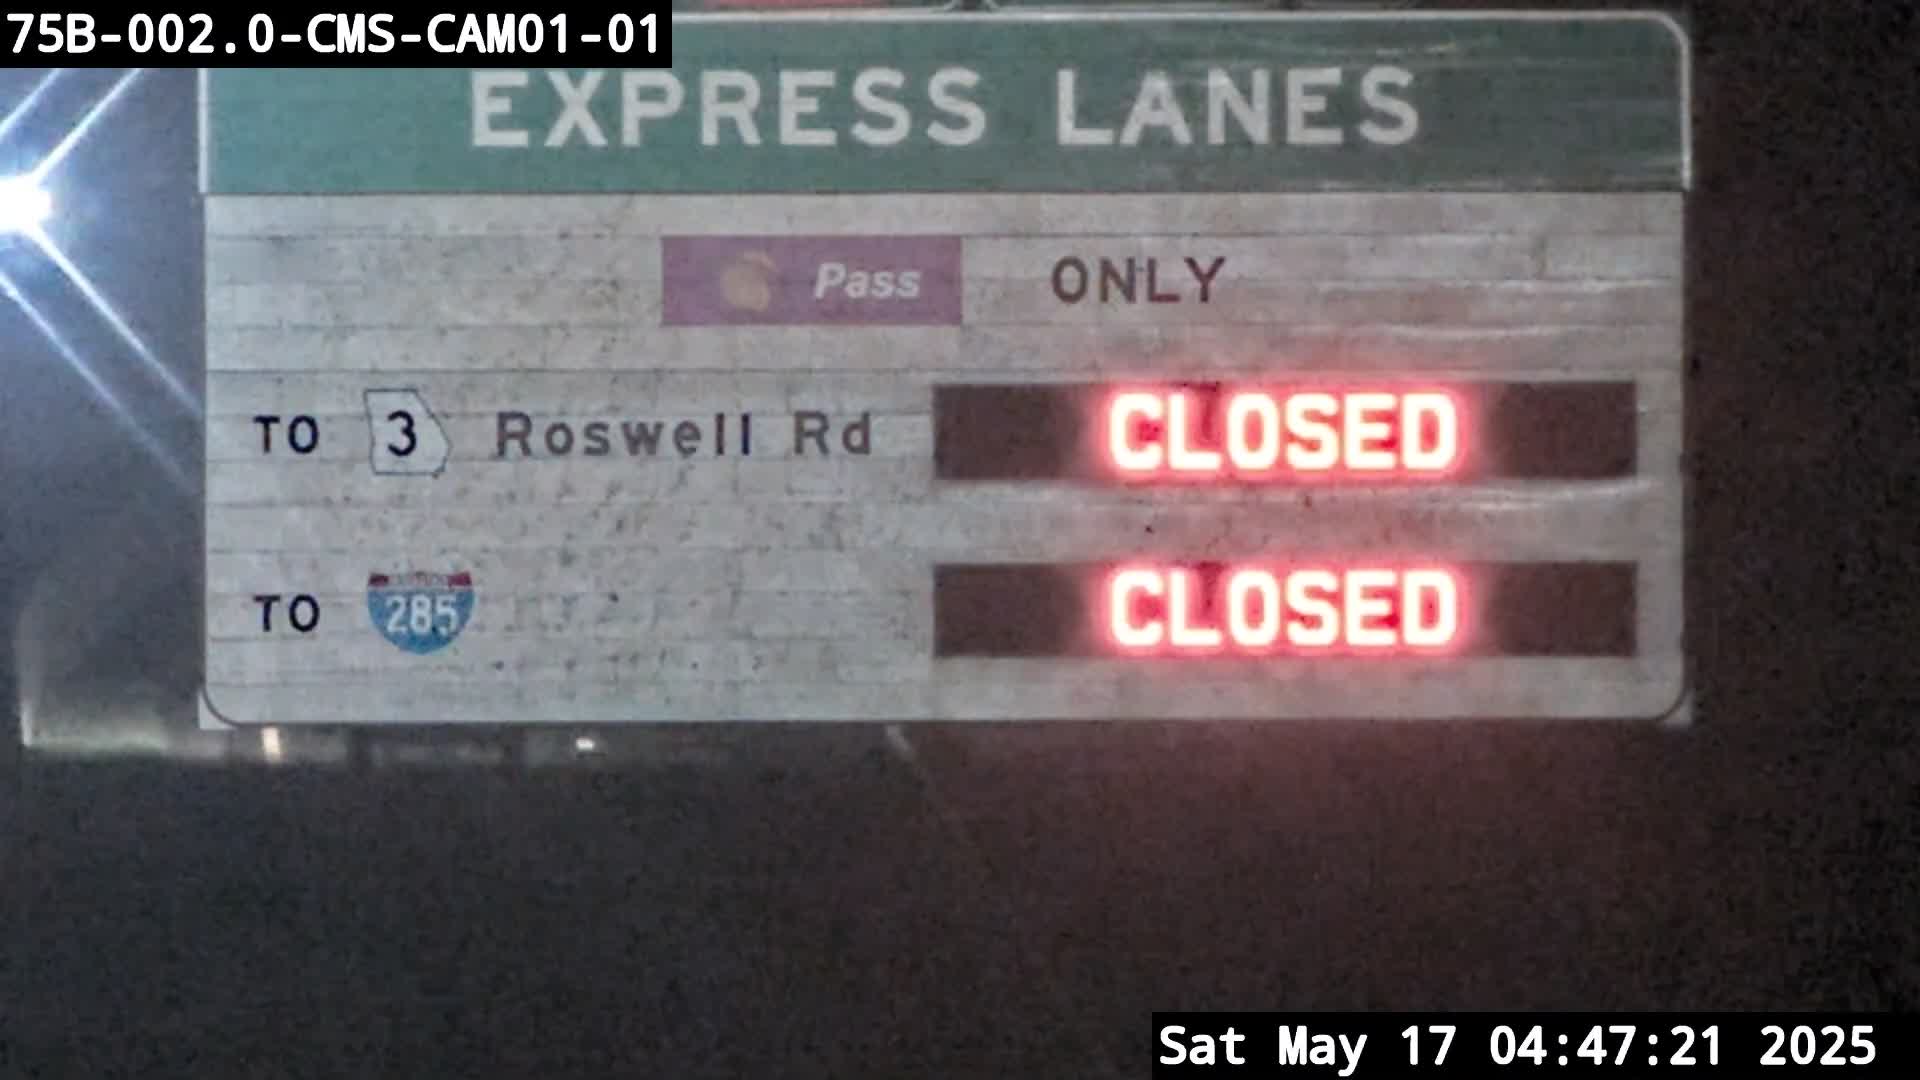 75B-002.0-CMS-CAM01-01
EXPRESS LANES
Pass ONLY
TO 3 Roswell Rd CLOSED
TO 285 CLOSED
Sat May 17 04:47:21 2025